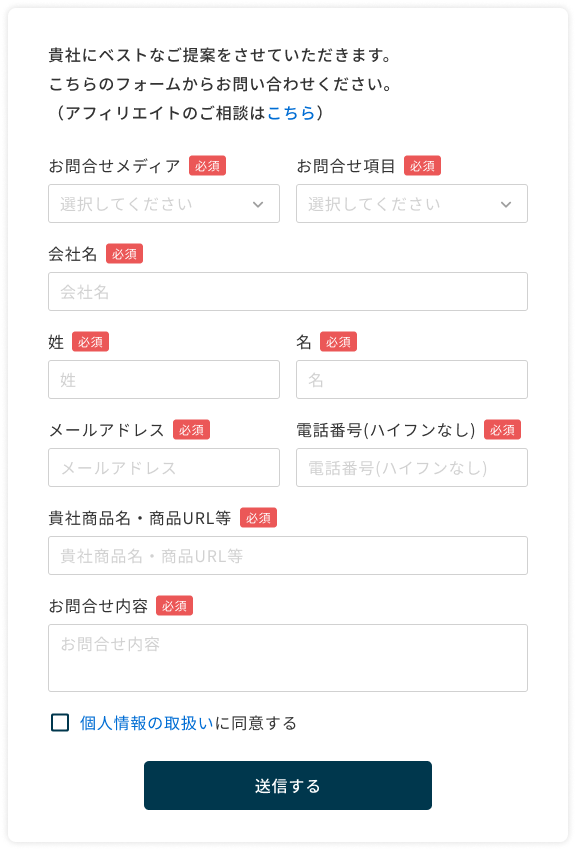 貴社にベストなご提案をさせていただきます。
こちらのフォームからお問い合わせください。
（アフィリエイトのご相談はこちら）
お問合せメディア 必須
お問合せ項目 必須
選択してください
選択してください
会社名 必須
会社名
姓 必須
名 必須
姓
名
メールアドレス 必須
電話番号(ハイフンなし) 必須
メールアドレス
電話番号(ハイフンなし)
貴社商品名・商品URL等 必須
貴社商品名・商品URL等
お問合せ内容 必須
お問合せ内容
個人情報の取扱いに同意する
送信する